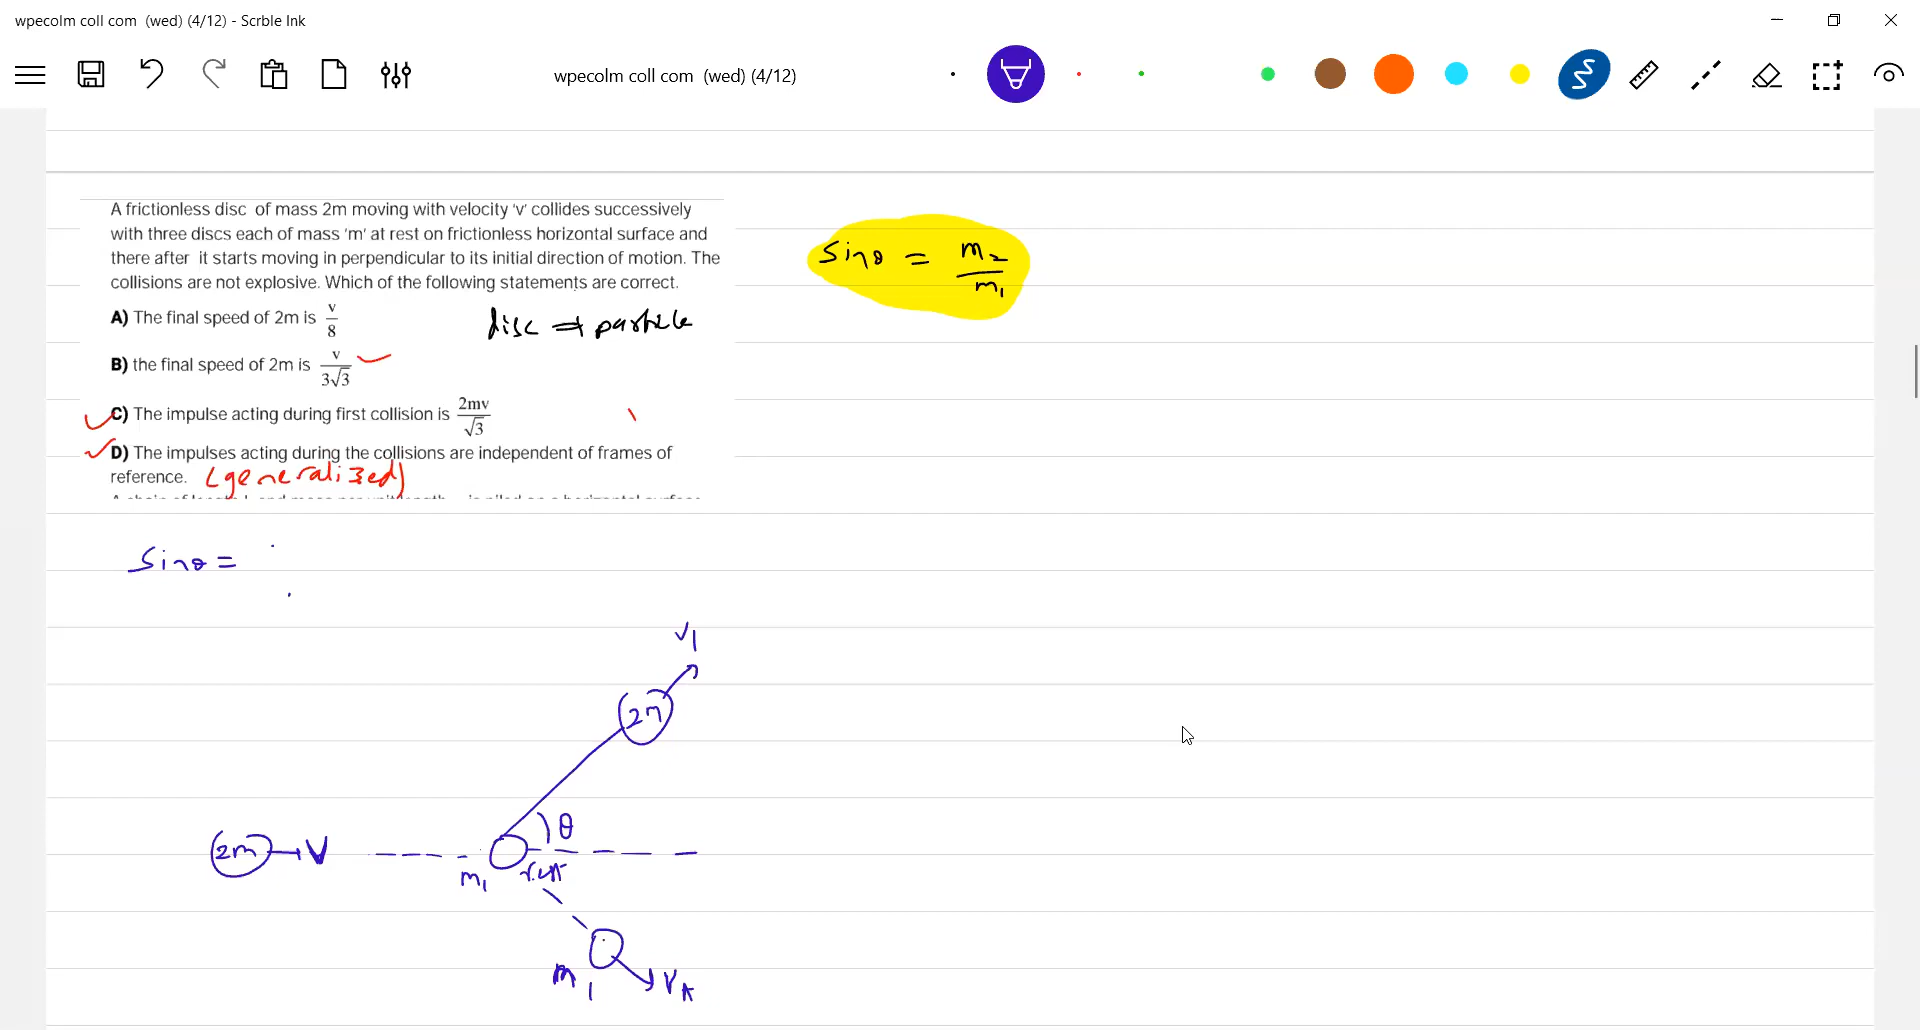 wpecolm coll com (wed) (4/12) - Scrble Ink
wpecolm coll com (wed) (4/12)
A frictionless disc of mass 2m moving with velocity 'v' collides successively
with three discs each of mass 'm' at rest on frictionless horizontal surface and
there after it starts moving in perpendicular to its initial direction of motion. The
collisions are not explosive. Which of the following statements are correct.
A) The final speed of 2m is v/8
disc ⇒ particle
B) the final speed of 2m is v/3√3
C) The impulse acting during first collision is 2mv/√3
D) The impulses acting during the collisions are independent of frames of
reference. (generalised)
sinθ = m2/m1
sinθ =
v1
2m
θ
2m → V
m1 rest
m1